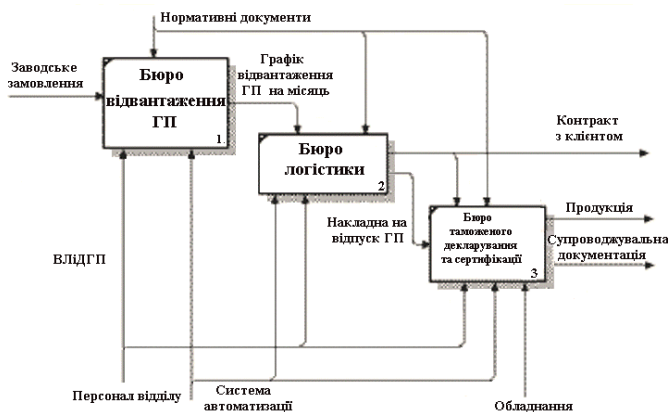 Нормативні документи
Заводське
замовлення
Бюро
відвантаження
ГП
1
Графік
відвантаження
ГП на місяць
Бюро
логістики
2
Контракт
з клієнтом
Накладна на
відпуск ГП
Бюро
таможеного
декларування
та сертифікації
3
Продукція
Супроводжувальна
документація
ВЛіДГП
Персонал відділу
Система
автоматизації
Обладнання